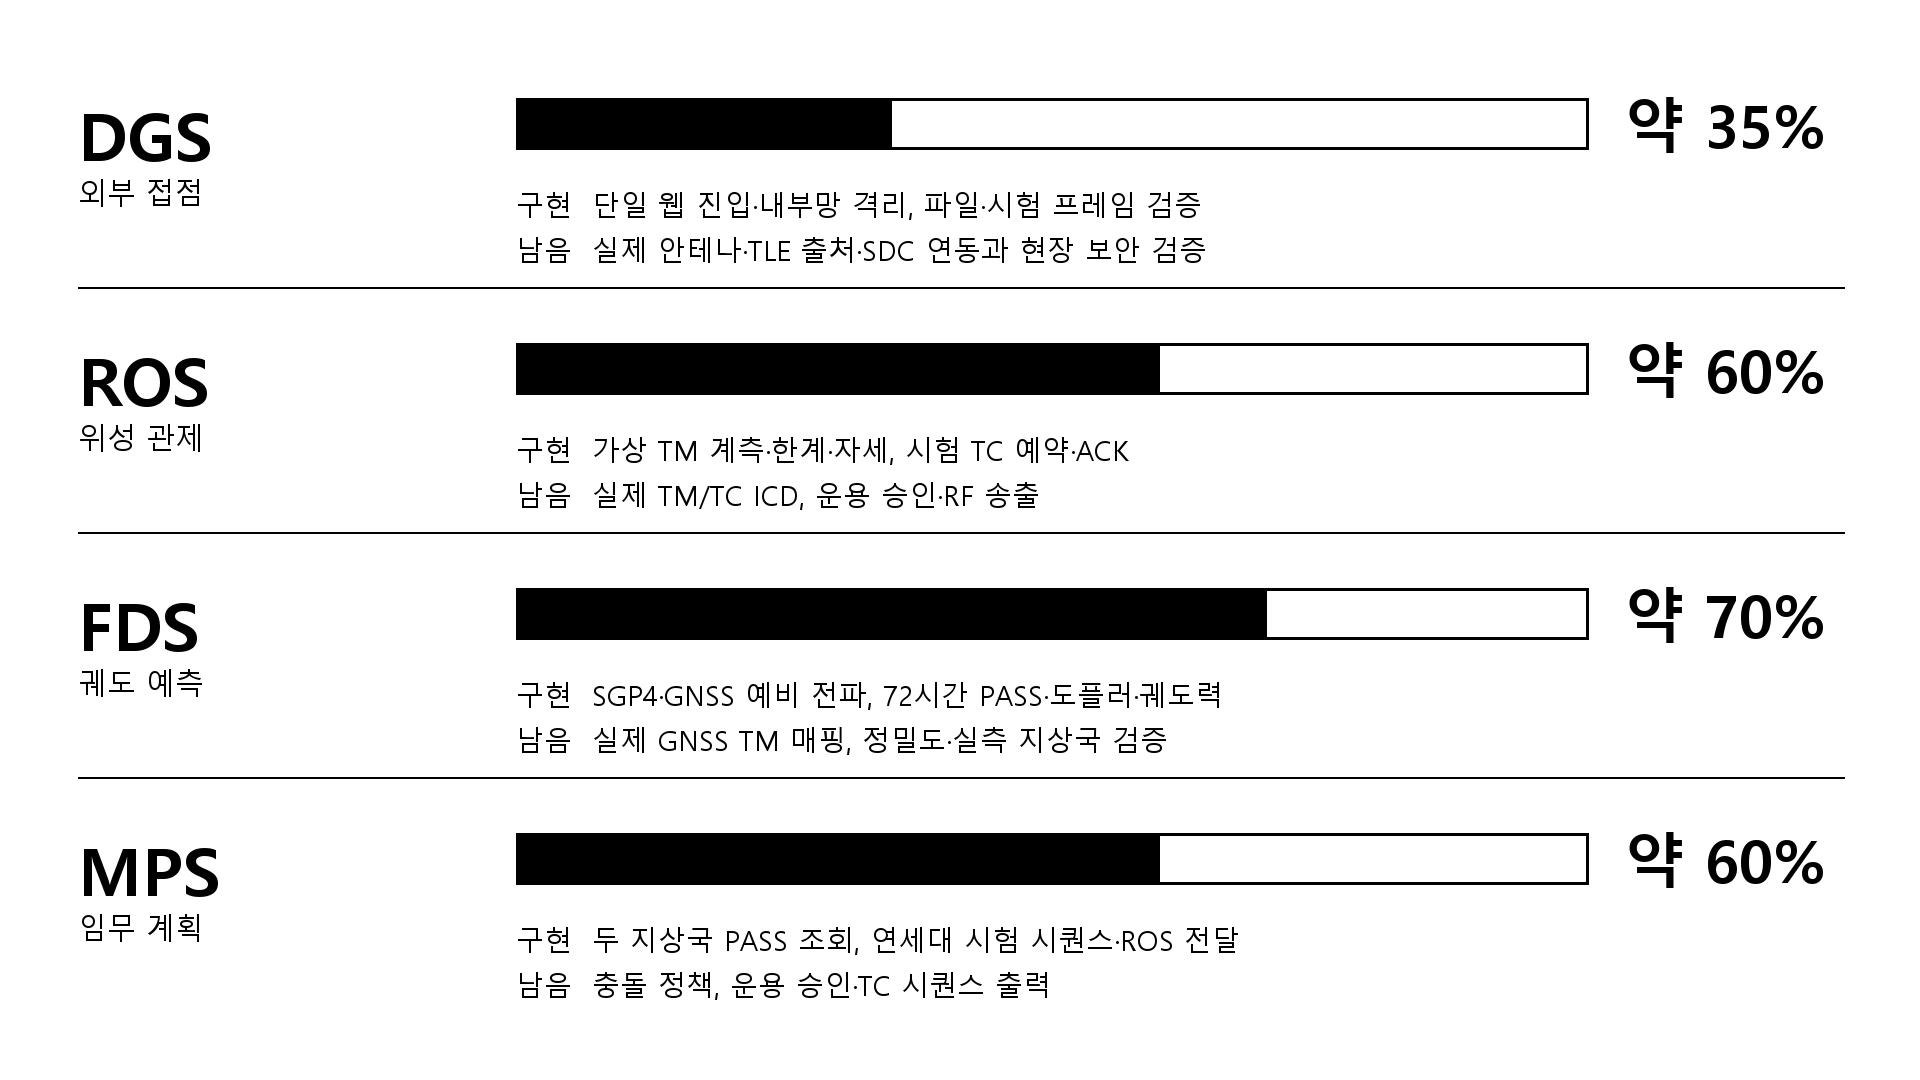 DGS
외부 접점
약 35%
구현 단일 웹 진입·내부망 격리, 파일·시험 프레임 검증
남음 실제 안테나·TLE 출처·SDC 연동과 현장 보안 검증
ROS
위성 관제
약 60%
구현 가상 TM 계측·한계·자세, 시험 TC 예약·ACK
남음 실제 TM/TC ICD, 운용 승인·RF 송출
FDS
궤도 예측
약 70%
구현 SGP4·GNSS 예비 전파, 72시간 PASS·도플러·궤도력
남음 실제 GNSS TM 매핑, 정밀도·실측 지상국 검증
MPS
임무 계획
약 60%
구현 두 지상국 PASS 조회, 연세대 시험 시퀀스·ROS 전달
남음 충돌 정책, 운용 승인·TC 시퀀스 출력